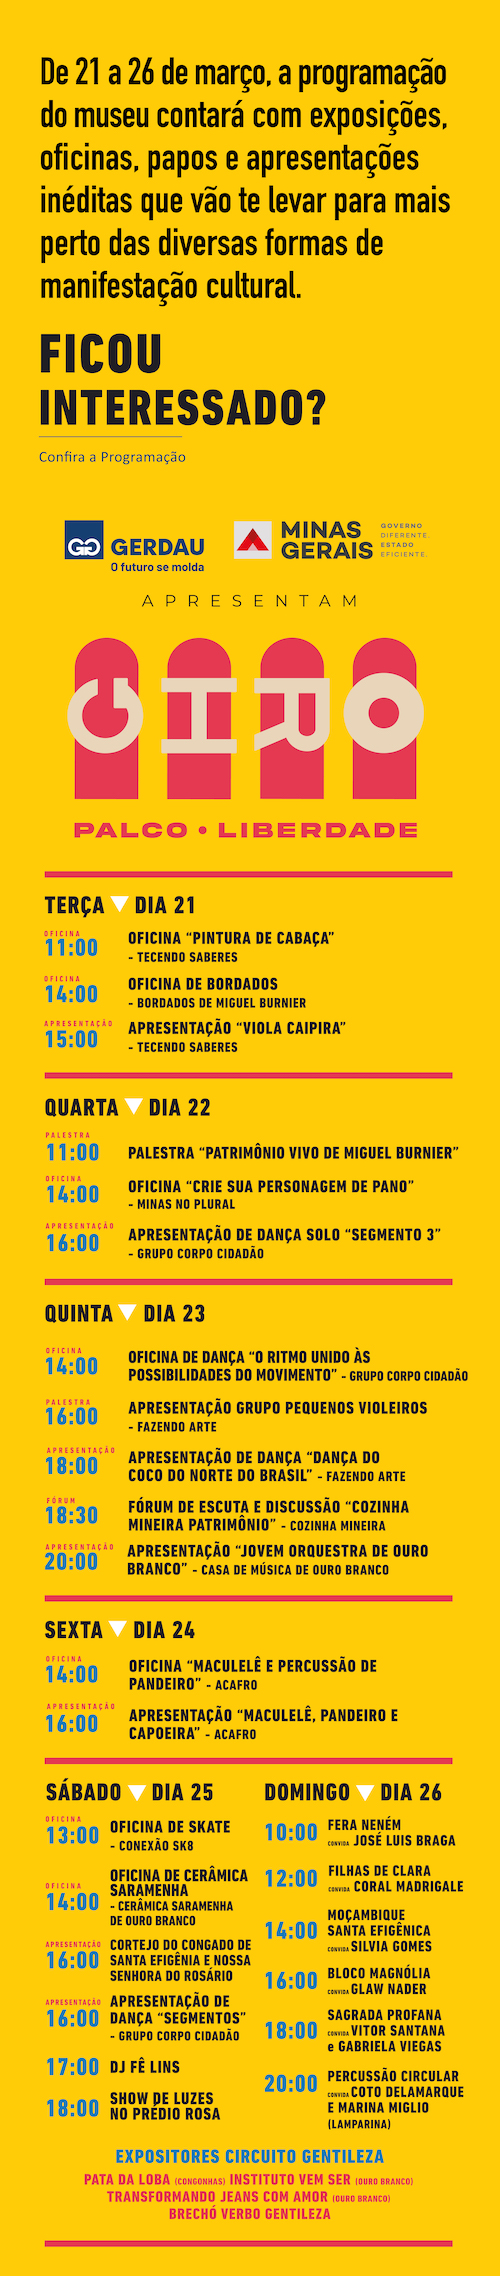 De 21 a 26 de março, a programação
do museu contará com exposições,
oficinas, papos e apresentações
inéditas que vão te levar para mais
perto das diversas formas de
manifestação cultural.
FICOU
INTERESSADO?
Confira a Programação
GG GERDAU
O futuro se molda
MINAS
GERAIS
GOVERNO
DIFERENTE.
ESTADO
EFICIENTE.
APRESENTAM
GIRO
PALCO • LIBERDADE
TERÇA DIA 21
OFICINA
11:00 OFICINA “PINTURA DE CABAÇA”
- TECENDO SABERES
OFICINA
14:00 OFICINA DE BORDADOS
- BORDADOS DE MIGUEL BURNIER
APRESENTAÇÃO
15:00 APRESENTAÇÃO “VIOLA CAIPIRA”
- TECENDO SABERES
QUARTA DIA 22
PALESTRA
11:00 PALESTRA “PATRIMÔNIO VIVO DE MIGUEL BURNIER”
OFICINA
14:00 OFICINA “CRIE SUA PERSONAGEM DE PANO”
- MINAS NO PLURAL
APRESENTAÇÃO
16:00 APRESENTAÇÃO DE DANÇA SOLO “SEGMENTO 3”
- GRUPO CORPO CIDADÃO
QUINTA DIA 23
OFICINA
14:00 OFICINA DE DANÇA “O RITMO UNIDO ÀS
POSSIBILIDADES DO MOVIMENTO” - GRUPO CORPO CIDADÃO
PALESTRA
16:00 APRESENTAÇÃO GRUPO PEQUENOS VIOLEIROS
- FAZENDO ARTE
APRESENTAÇÃO
18:00 APRESENTAÇÃO DE DANÇA “DANÇA DO
COCO DO NORTE DO BRASIL” - FAZENDO ARTE
FÓRUM
18:30 FÓRUM DE ESCUTA E DISCUSSÃO “COZINHA
MINEIRA PATRIMÔNIO” - COZINHA MINEIRA
APRESENTAÇÃO
20:00 APRESENTAÇÃO “JOVEM ORQUESTRA DE OURO
BRANCO” - CASA DE MÚSICA DE OURO BRANCO
SEXTA DIA 24
OFICINA
14:00 OFICINA “MACULELÊ E PERCUSSÃO DE
PANDEIRO” - ACAFRO
APRESENTAÇÃO
16:00 APRESENTAÇÃO “MACULELÊ, PANDEIRO E
CAPOEIRA” - ACAFRO
SÁBADO DIA 25
OFICINA
13:00 OFICINA DE SKATE
- CONEXÃO SK8
OFICINA
14:00 OFICINA DE CERÂMICA
SARAMENHA
- CERÂMICA SARAMENHA
DE OURO BRANCO
APRESENTAÇÃO
16:00 CORTEJO DO CONGADO DE
SANTA EFIGÊNIA E NOSSA
SENHORA DO ROSÁRIO
APRESENTAÇÃO
16:00 APRESENTAÇÃO DE
DANÇA “SEGMENTOS”
- GRUPO CORPO CIDADÃO
17:00 DJ FÊ LINS
18:00 SHOW DE LUZES
NO PRÉDIO ROSA
DOMINGO DIA 26
10:00 FERA NENÉM
CONVIDA JOSÉ LUIS BRAGA
12:00 FILHAS DE CLARA
CONVIDA CORAL MADRIGALE
14:00 MOÇAMBIQUE
SANTA EFIGÊNICA
CONVIDA SILVIA GOMES
16:00 BLOCO MAGNÓLIA
CONVIDA GLAW NADER
18:00 SAGRADA PROFANA
CONVIDA VITOR SANTANA
e GABRIELA VIEGAS
20:00 PERCUSSÃO CIRCULAR
CONVIDA COTO DELAMARQUE
E MARINA MIGLIO
(LAMPARINA)
EXPOSITORES CIRCUITO GENTILEZA
PATA DA LOBA (CONGONHAS) INSTITUTO VEM SER (OURO BRANCO)
TRANSFORMANDO JEANS COM AMOR (OURO BRANCO)
BRECHÓ VERBO GENTILEZA